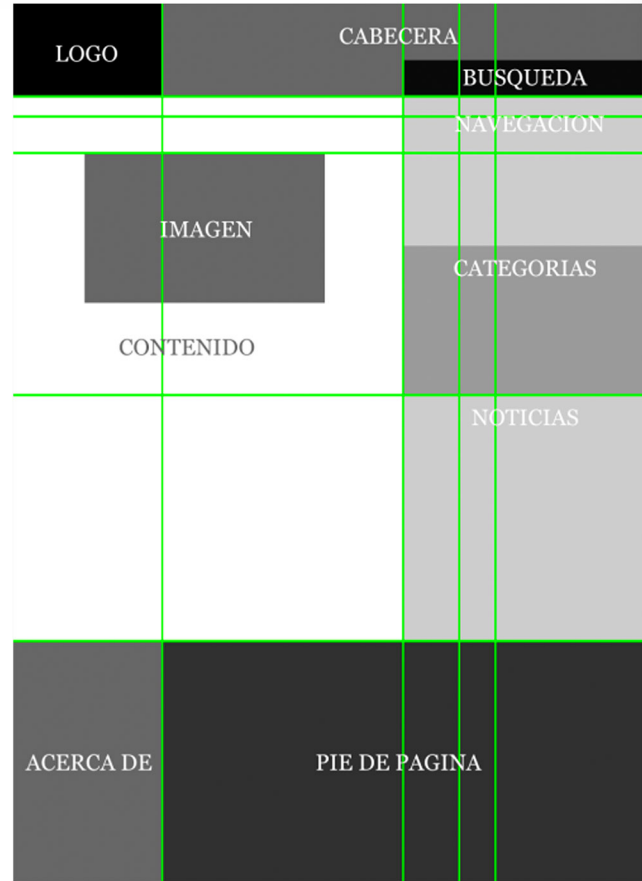 LOGO
CABECERA
BUSQUEDA
NAVEGACION
IMAGEN
CATEGORIAS
CONTENIDO
NOTICIAS
ACERCA DE
PIE DE PAGINA